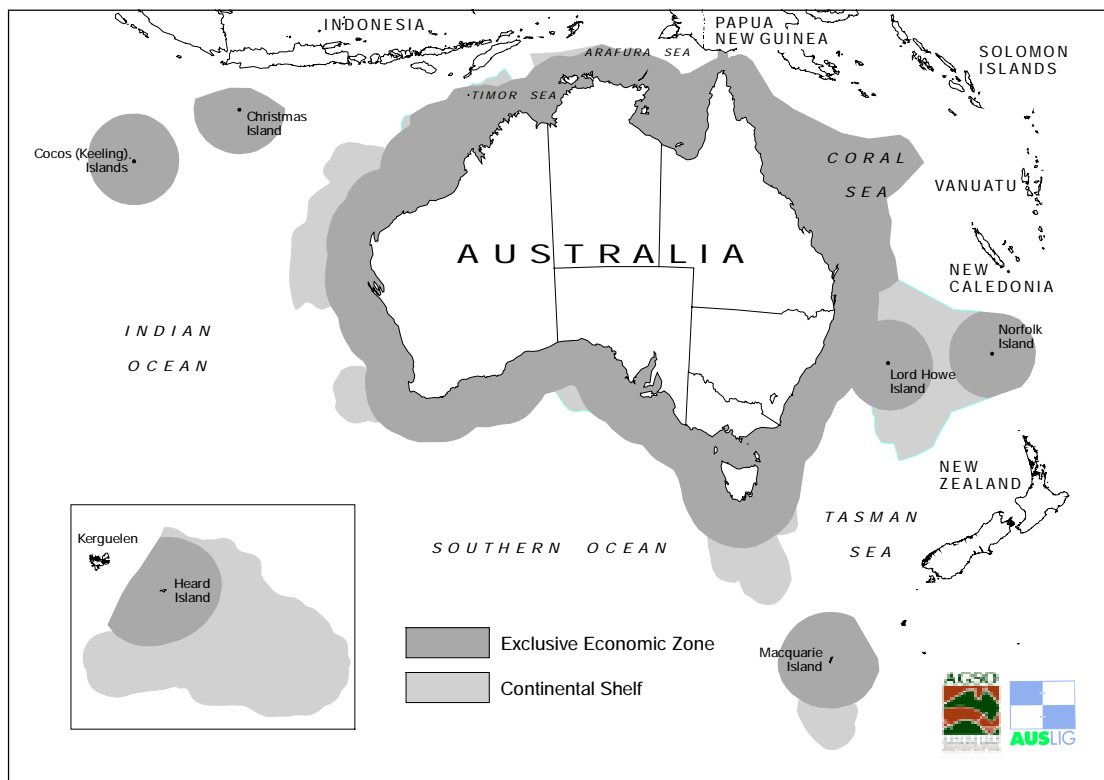 INDONESIA
PAPUA
NEW GUINEA
SOLOMON
ISLANDS
ARAFURA SEA
TIMOR SEA
Christmas
Island
Cocos (Keeling)
Islands
CORAL
SEA
VANUATU
AUSTRALIA
NEW
CALEDONIA
INDIAN
OCEAN
Norfolk
Island
Lord Howe
Island
NEW
ZEALAND
TASMAN
SEA
SOUTHERN OCEAN
Kerguelen
Heard
Island
Exclusive Economic Zone
Continental Shelf
Macquarie
Island
AGSO
AUSLIG